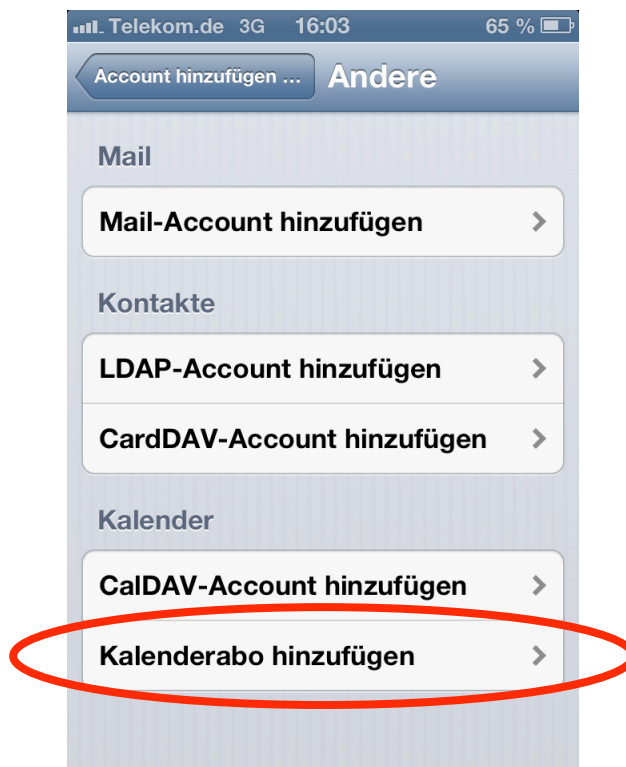 Telekom.de 3G 16:03 65 %
Account hinzufügen ... Andere
Mail
Mail-Account hinzufügen
Kontakte
LDAP-Account hinzufügen
CardDAV-Account hinzufügen
Kalender
CalDAV-Account hinzufügen
Kalenderabo hinzufügen